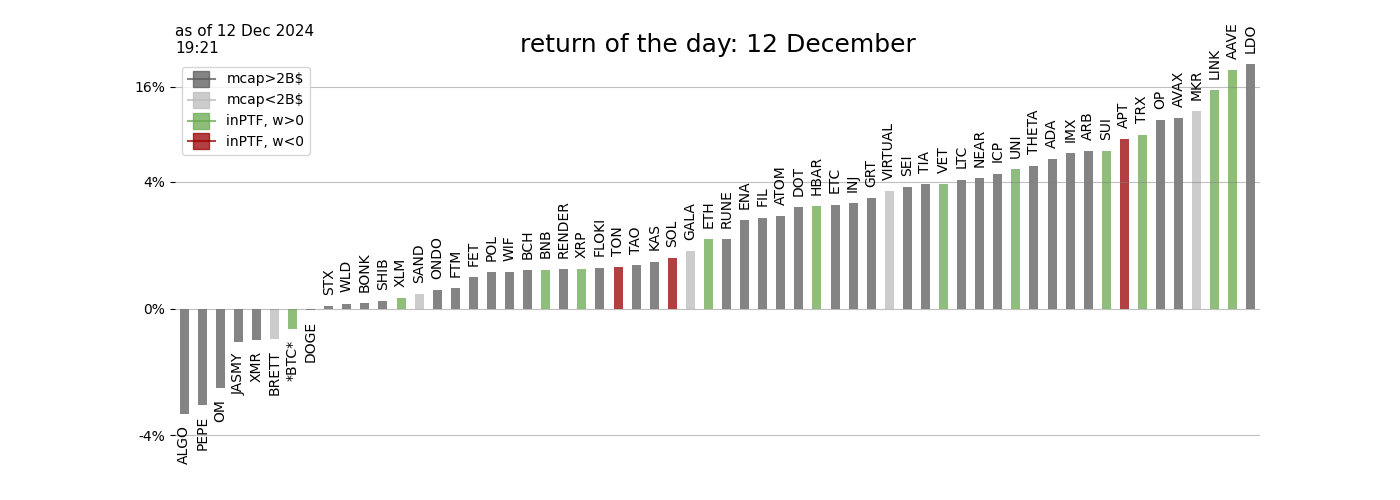 as of 12 Dec 2024
19:21
return of the day: 12 December
mcap>2B$
mcap<2B$
inPTF, w>0
inPTF, w<0
16%
4%
0%
-4%
ALGO
PEPE
OM
JASMY
XMR
BRETT
*BTC*
DOGE
STX
WLD
BONK
SHIB
XLM
SAND
ONDO
FTM
FET
POL
WIF
BCH
BNB
RENDER
XRP
FLOKI
TON
TAO
KAS
SOL
GALA
ETH
RUNE
ENA
FIL
ATOM
DOT
HBAR
ETC
INJ
GRT
VIRTUAL
SEI
TIA
VET
LTC
NEAR
ICP
UNI
THETA
ADA
IMX
ARB
SUI
APT
TRX
OP
AVAX
MKR
LINK
AAVE
LDO